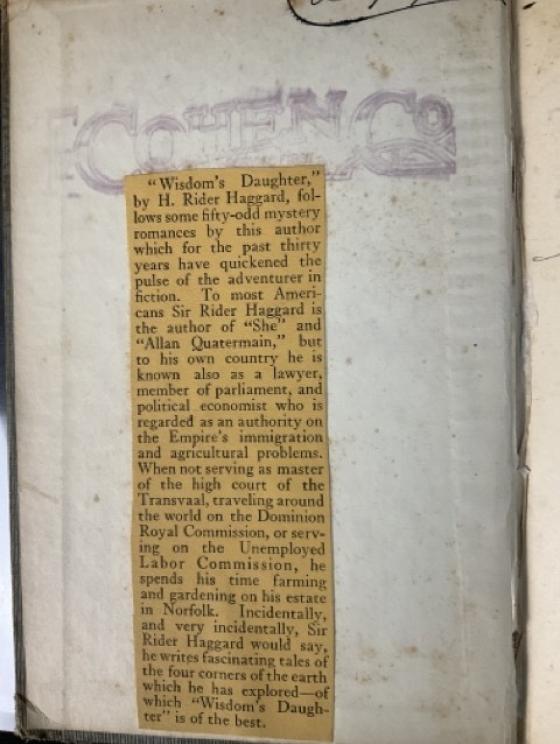 COHEN CO
"Wisdom's Daughter,"
by H. Rider Haggard, fol-
lows some fifty-odd mystery
romances by this author
which for the past thirty
years have quickened the
pulse of the adventurer in
fiction. To most Ameri-
cans Sir Rider Haggard is
the author of "She" and
"Allan Quatermain," but
to his own country he is
known also as a lawyer,
member of parliament, and
political economist who is
regarded as an authority on
the Empire's immigration
and agricultural problems.
When not serving as master
of the high court of the
Transvaal, traveling around
the world on the Dominion
Royal Commission, or serv-
ing on the Unemployed
Labor Commission, he
spends his time farming
and gardening on his estate
in Norfolk. Incidentally,
and very incidentally, Sir
Rider Haggard would say,
he writes fascinating tales of
the four corners of the earth
which he has explored—of
which "Wisdom's Daugh-
ter" is of the best.